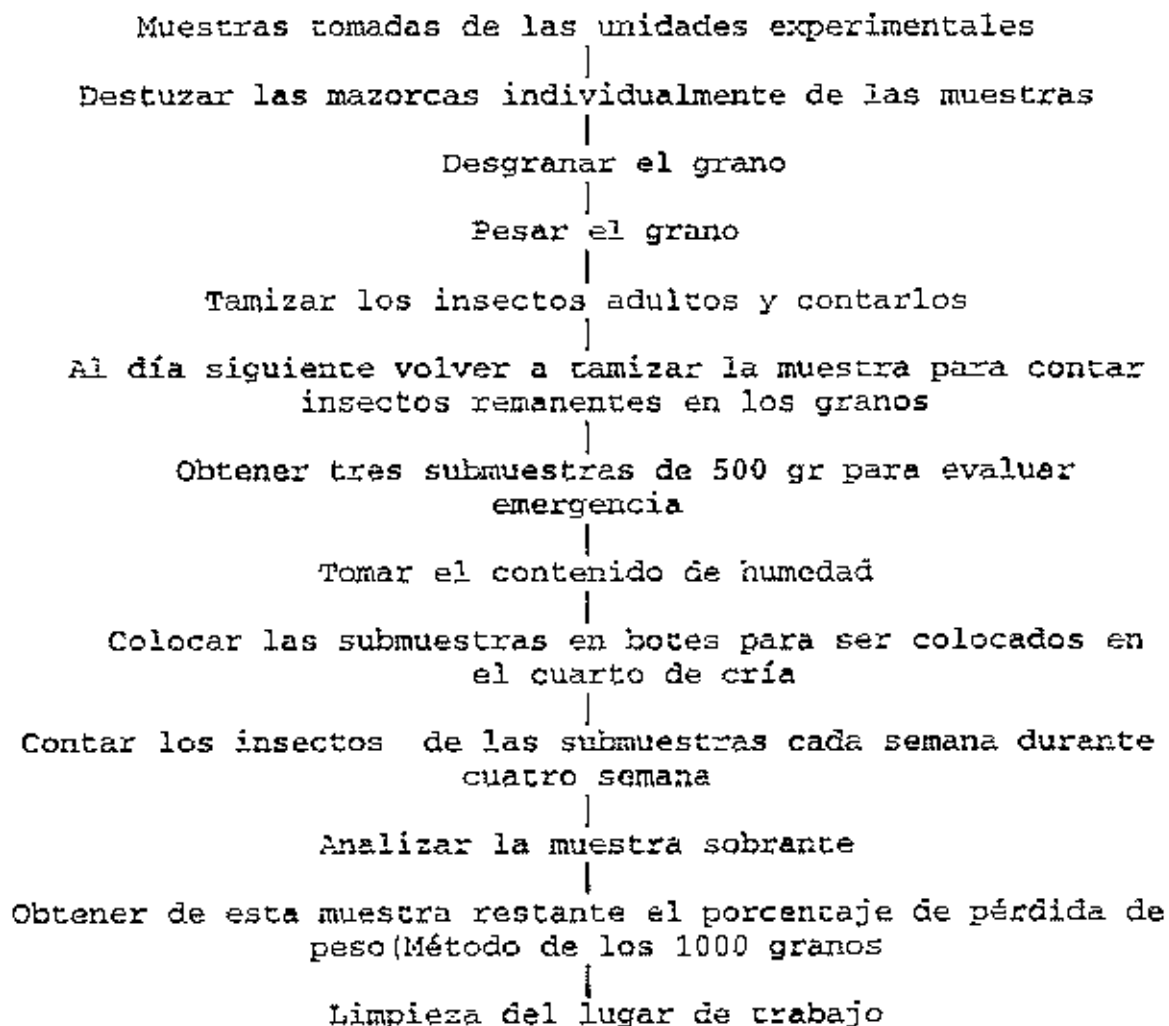 Muestras tomadas de las unidades experimentales
Destuzar las mazorcas individualmente de las muestras
Desgranar el grano
Pesar el grano
Tamizar los insectos adultos y contarlos
Al día siguiente volver a tamizar la muestra para contar
insectos remanentes en los granos
Obtener tres submuestras de 500 gr para evaluar
emergencia
Tomar el contenido de humedad
Colocar las submuestras en botes para ser colocados en
el cuarto de cría
Contar los insectos de las submuestras cada semana durante
cuatro semana
Analizar la muestra sobrante
Obtener de esta muestra restante el porcentaje de pérdida de
peso(Método de los 1000 granos
Limpieza del lugar de trabajo